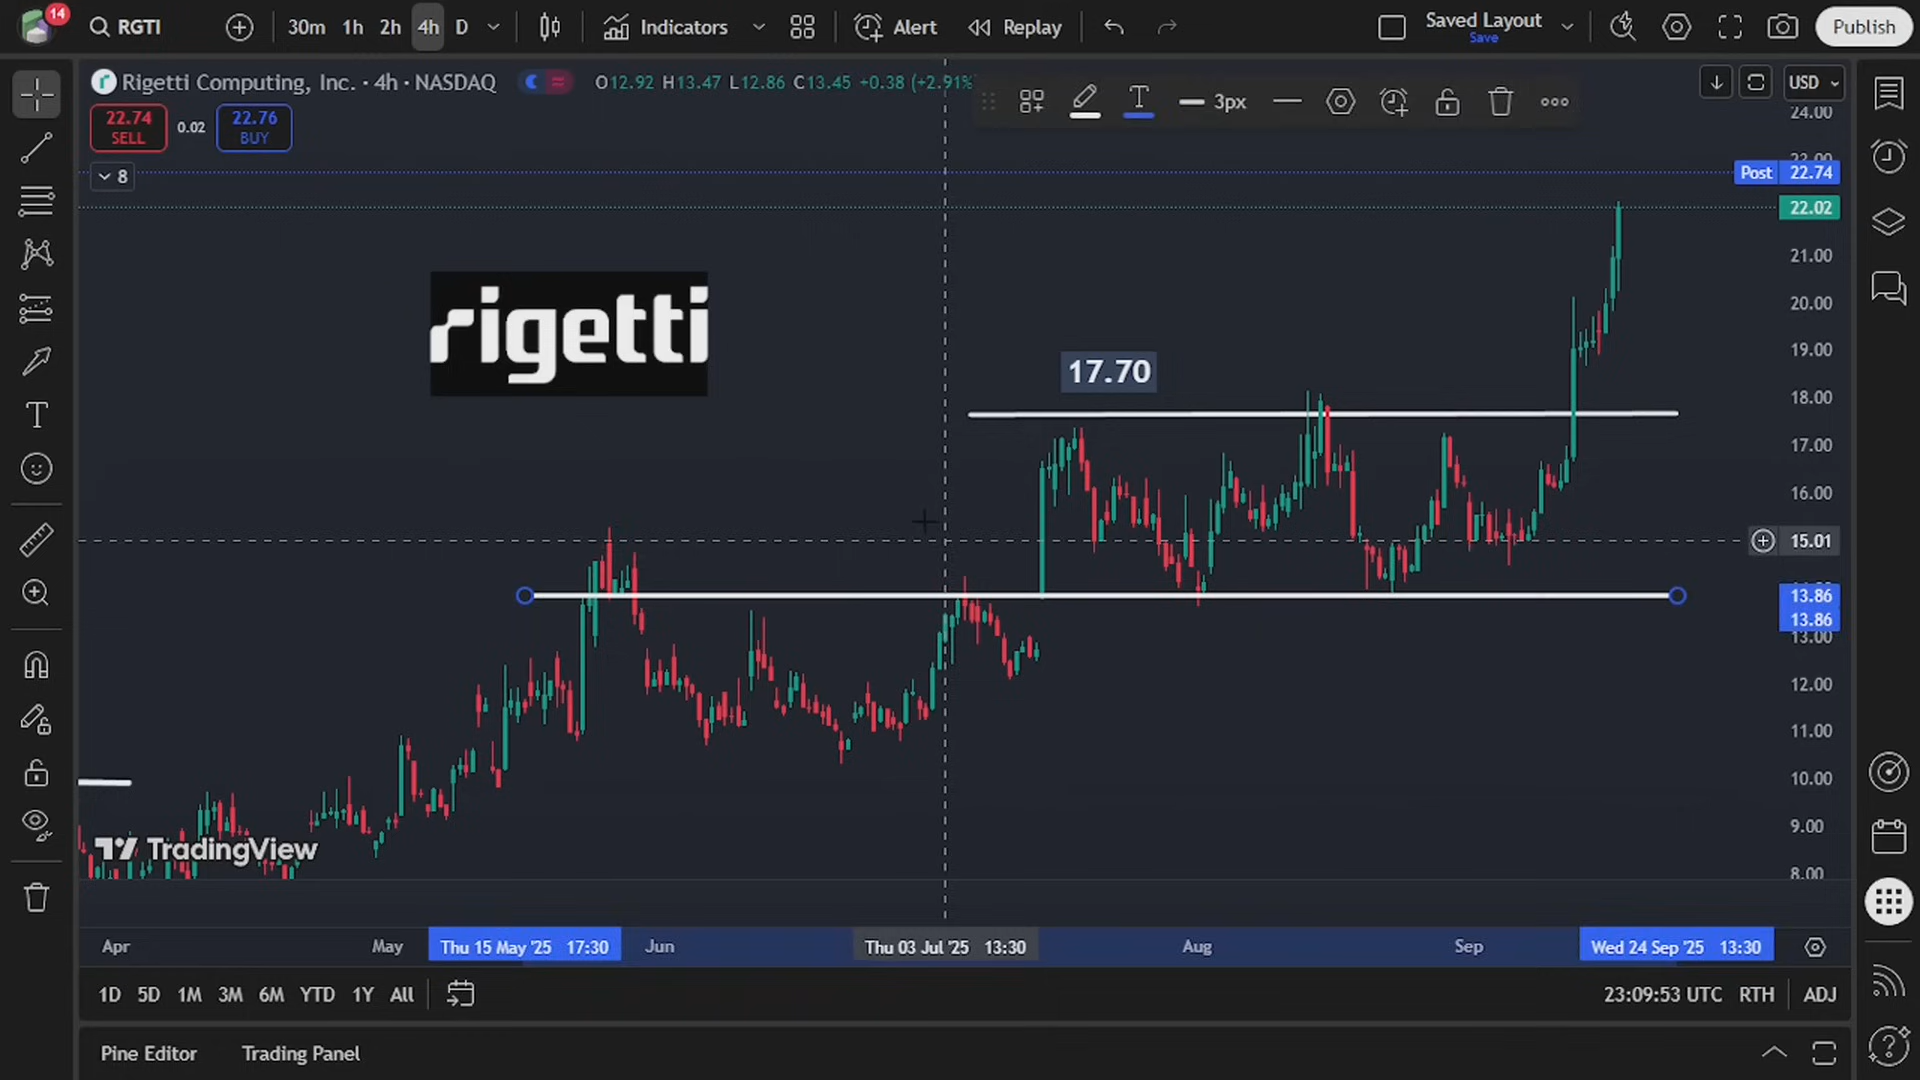 14
RGTI
30m 1h 2h 4h D
Indicators
Alert
Replay
Saved Layout
Save
Publish
Rigetti Computing, Inc. · 4h · NASDAQ
O12.92 H13.47 L12.86 C13.45 +0.38 (+2.91%
3px
USD
22.74
SELL
0.02
22.76
BUY
8
24.00
22.00
Post 22.74
22.02
21.00
20.00
19.00
18.00
17.00
16.00
15.01
13.86
13.86
13.00
12.00
11.00
10.00
9.00
8.00
rigetti
17.70
TradingView
Apr May Thu 15 May '25 17:30 Jun Thu 03 Jul '25 13:30 Aug Sep Wed 24 Sep '25 13:30
1D 5D 1M 3M 6M YTD 1Y All
23:09:53 UTC RTH ADJ
Pine Editor Trading Panel